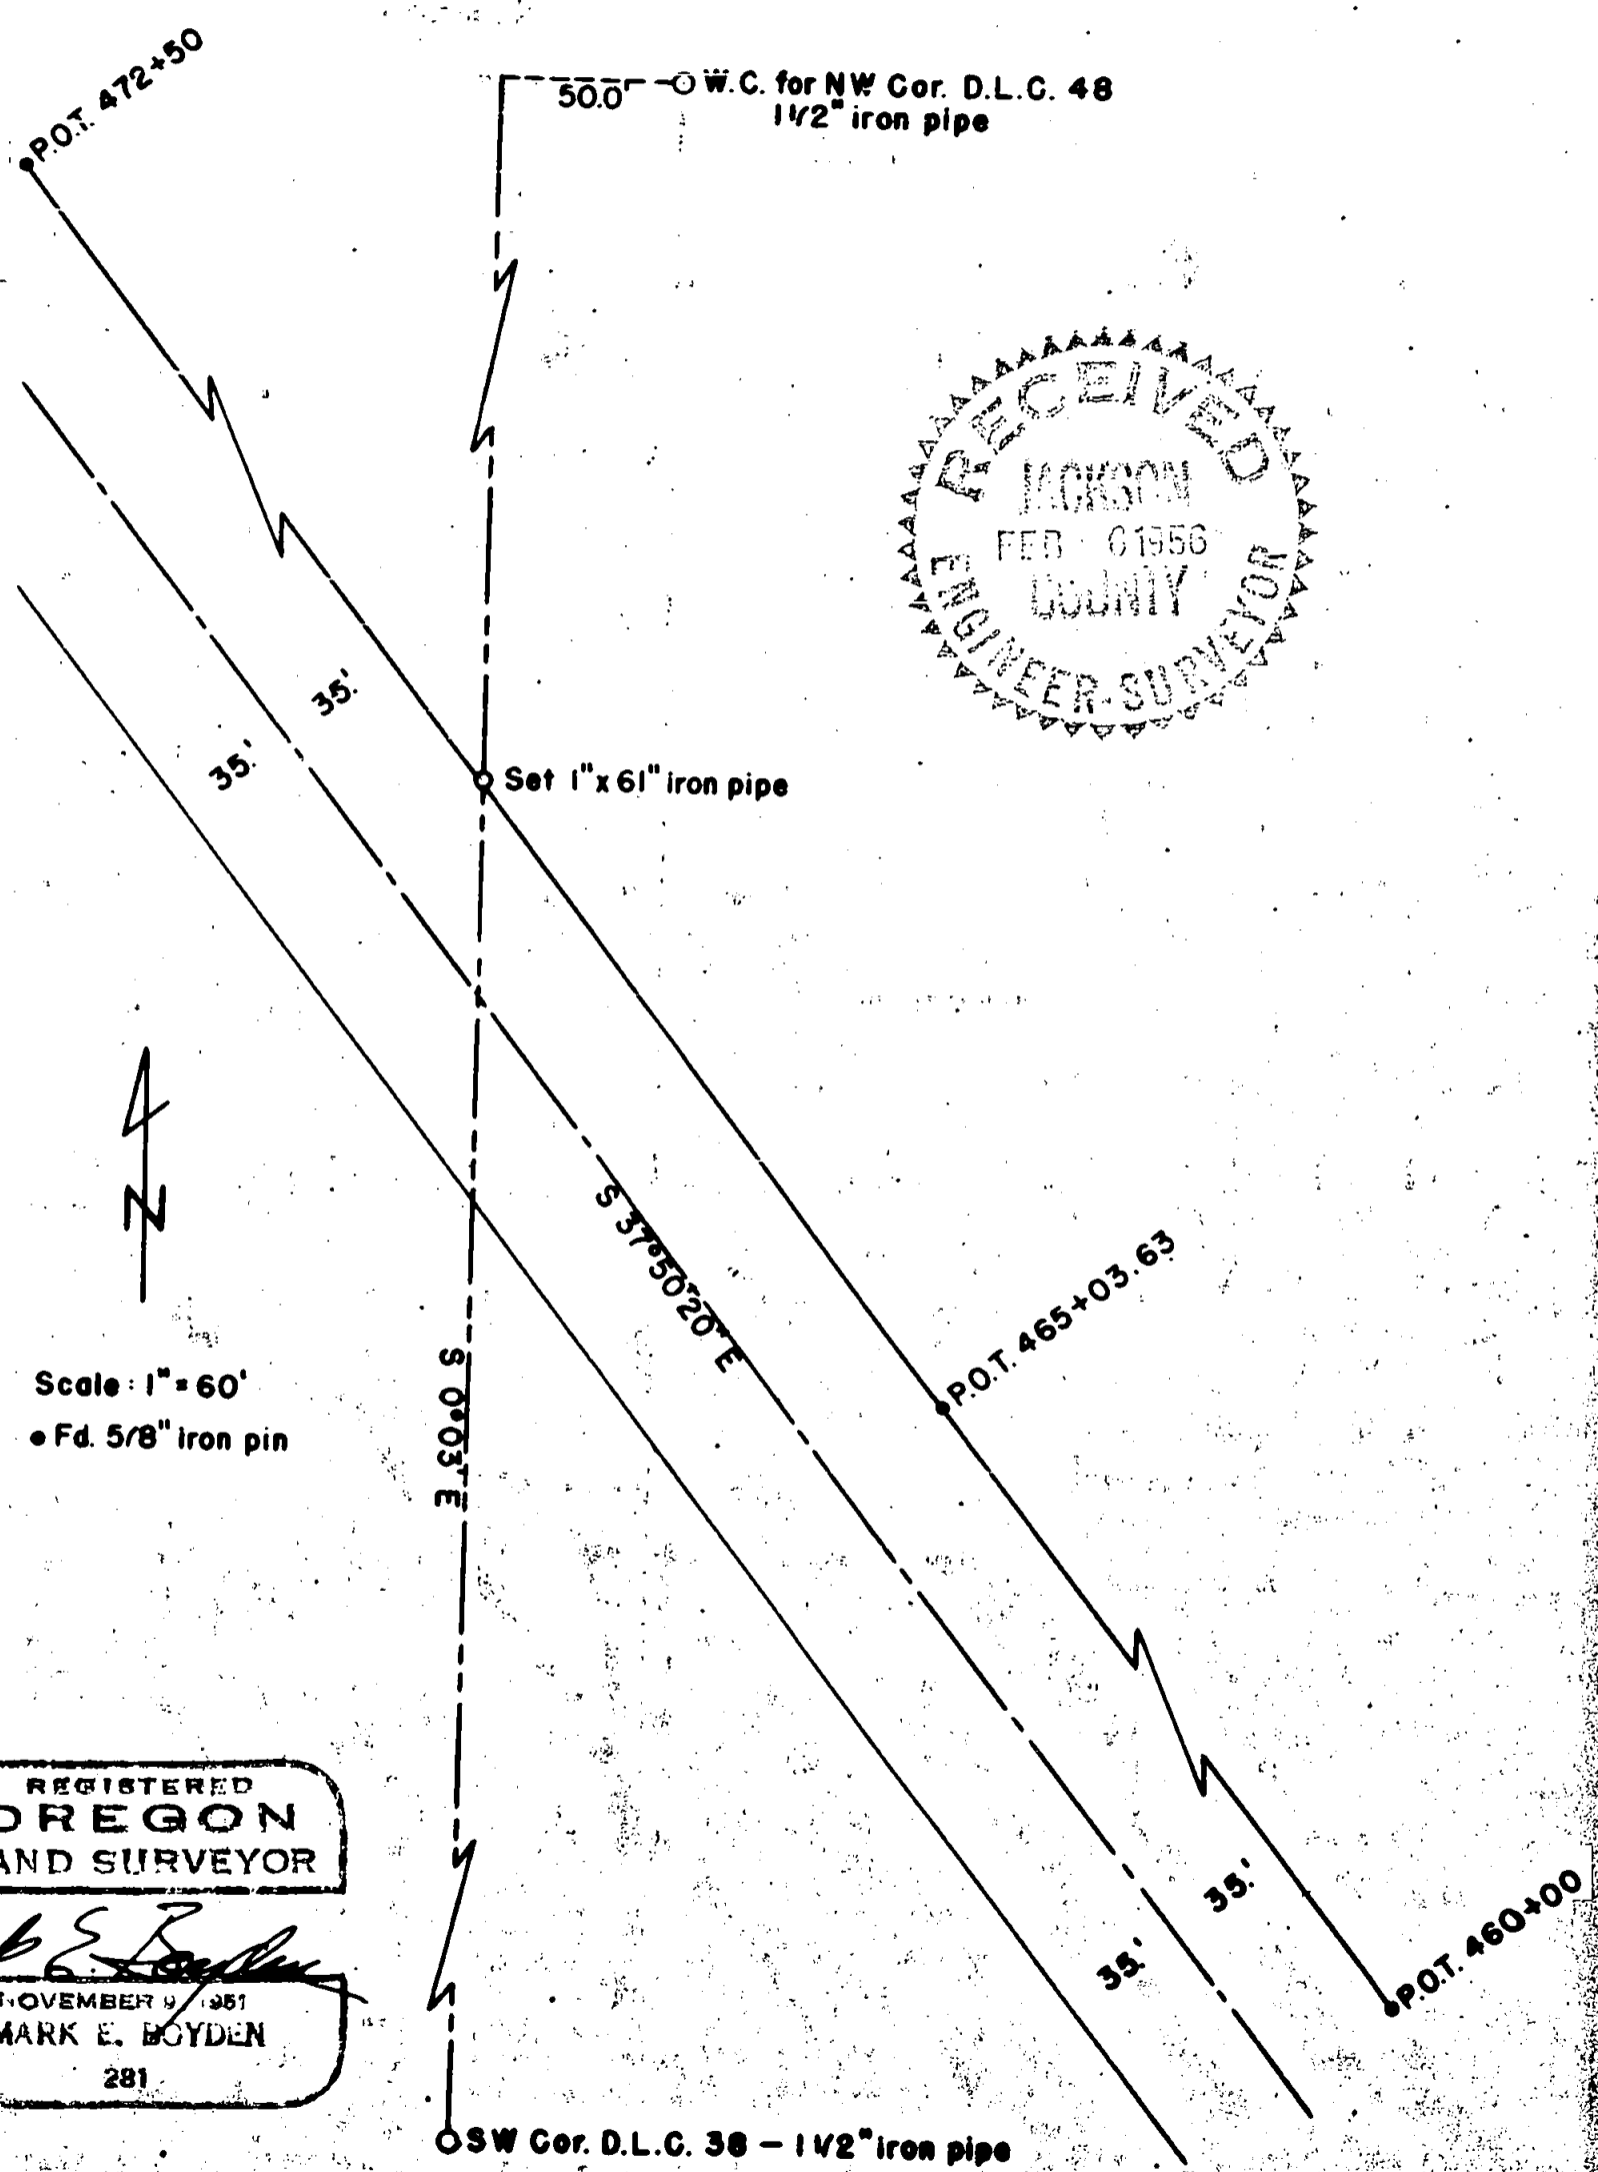 P.O.T. 472+50
50.0'
W.C. for NW Cor. D.L.C. 48
1 1/2" iron pipe
RECEIVED
JACKSON
FEB 6 1956
COUNTY
ENGINEER-SURVEYOR
35.'
35.'
Set 1" x 61" iron pipe
N
S 37°50'20" E
S 0°03' E
P.O.T. 465+03.63
Scale: 1" = 60'
• Fd. 5/8" iron pin
REGISTERED
OREGON
LAND SURVEYOR
NOVEMBER 9, 1951
MARK E. BOYDEN
281
35.'
35.'
P.O.T. 460+00
SW Cor. D.L.C. 38 – 1 1/2" iron pipe